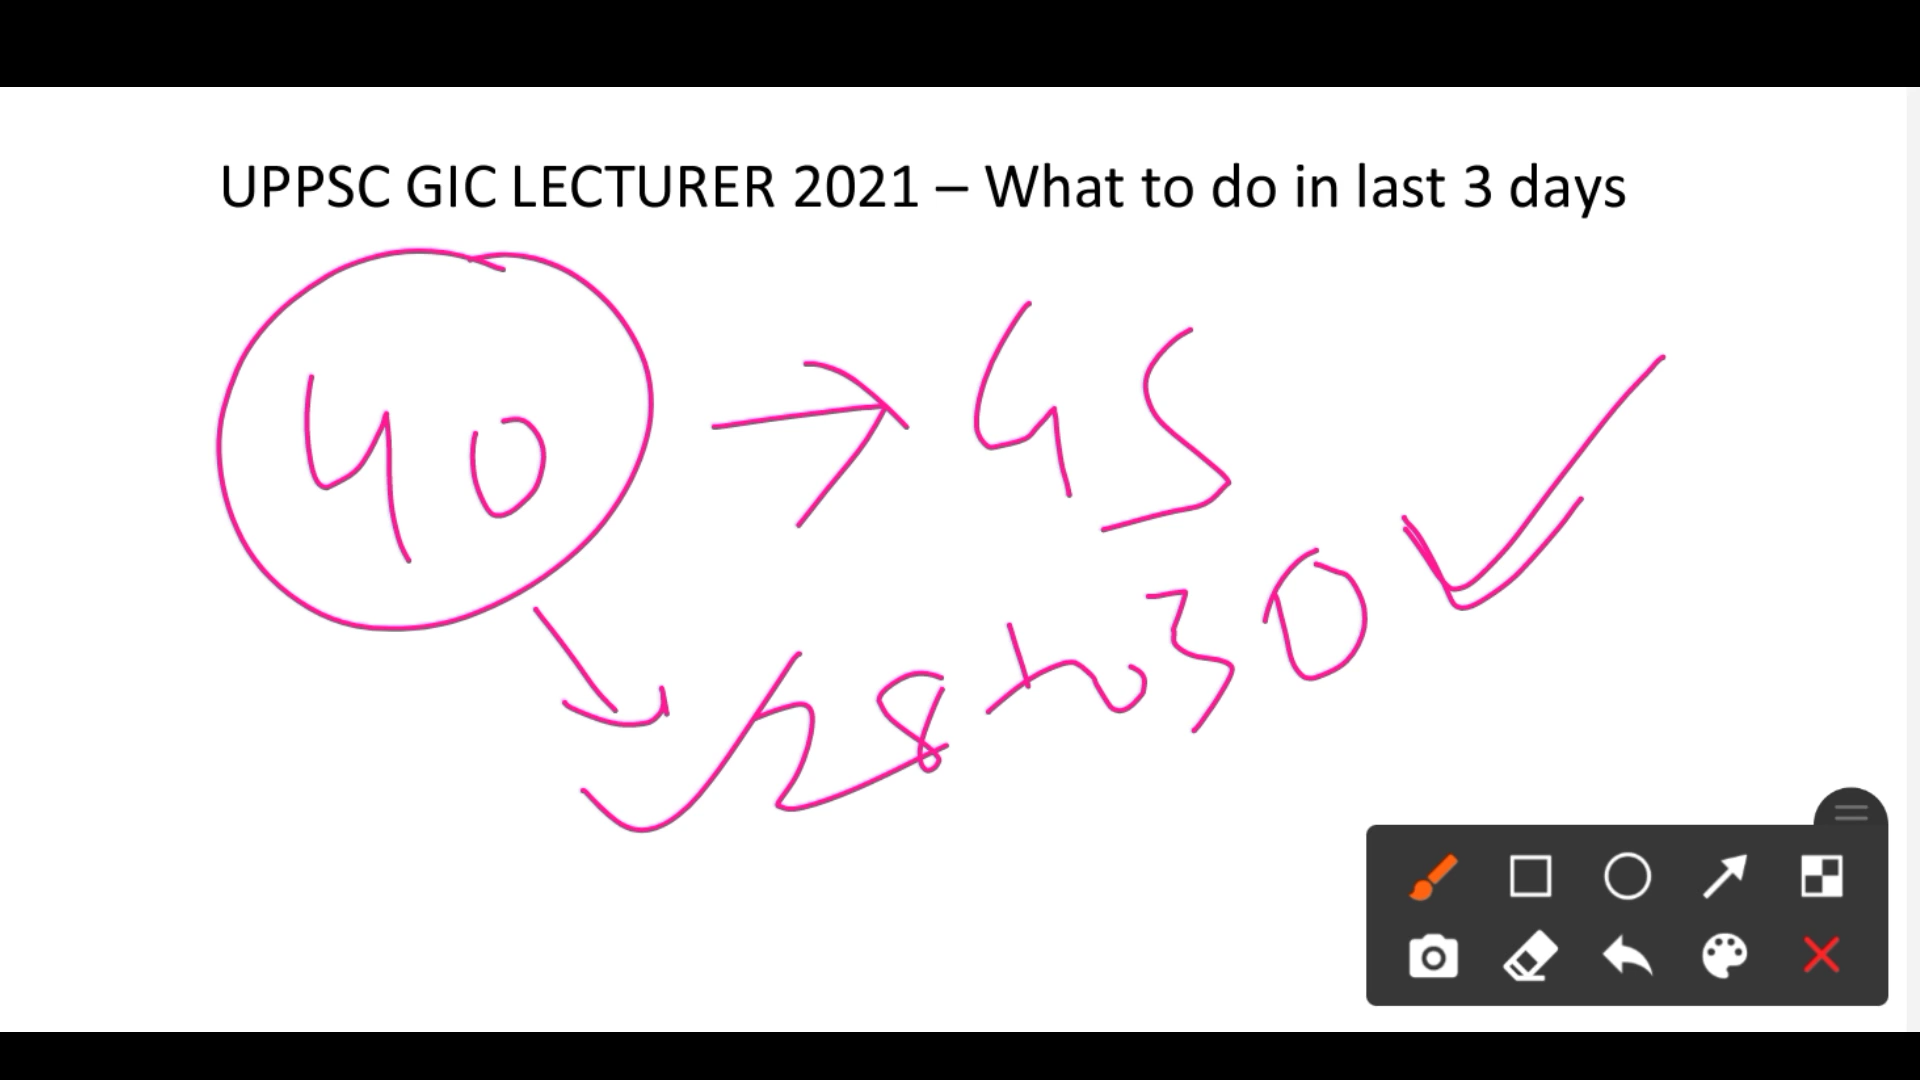 UPPSC GIC LECTURER 2021 – What to do in last 3 days
40 → 45
28 to 30